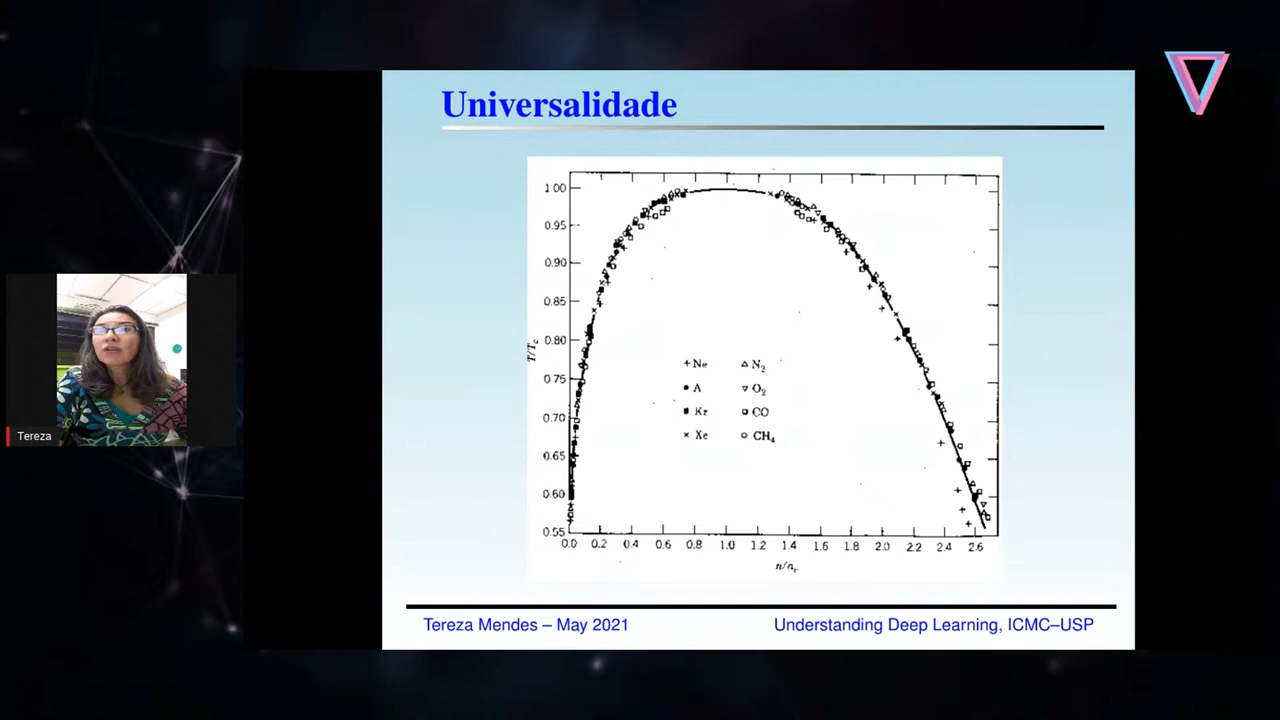 Universalidade
1 00
0.95
0.90
0.85
0.80
0.75
0.70
0.65
0.60
0.55
T/Tc
+ Ne △ N₂
• A ▽ O₂
■ Kr □ CO
× Xe ○ CH₄
0.0 0.2 0.4 0.6 0.8 1.0 1.2 1.4 1.6 1.8 2.0 2.2 2.4 2.6
Tereza
Tereza Mendes – May 2021
Understanding Deep Learning, ICMC–USP